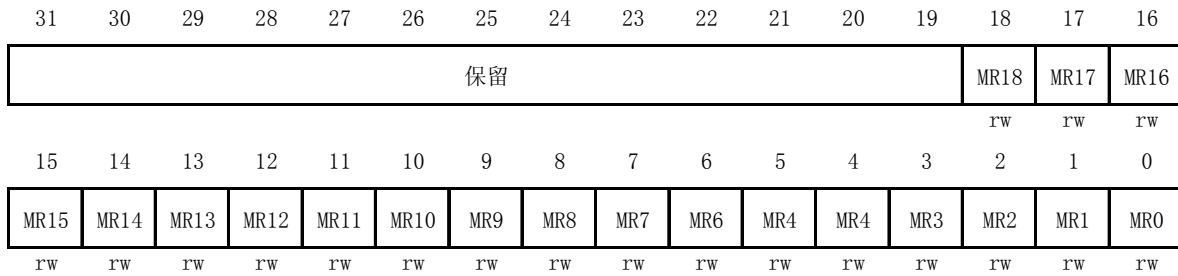 31 30 29 28 27 26 25 24 23 22 21 20 19 18 17 16
保留 MR18 MR17 MR16
rw rw rw
15 14 13 12 11 10 9 8 7 6 5 4 3 2 1 0
MR15 MR14 MR13 MR12 MR11 MR10 MR9 MR8 MR7 MR6 MR4 MR4 MR3 MR2 MR1 MR0
rw rw rw rw rw rw rw rw rw rw rw rw rw rw rw rw